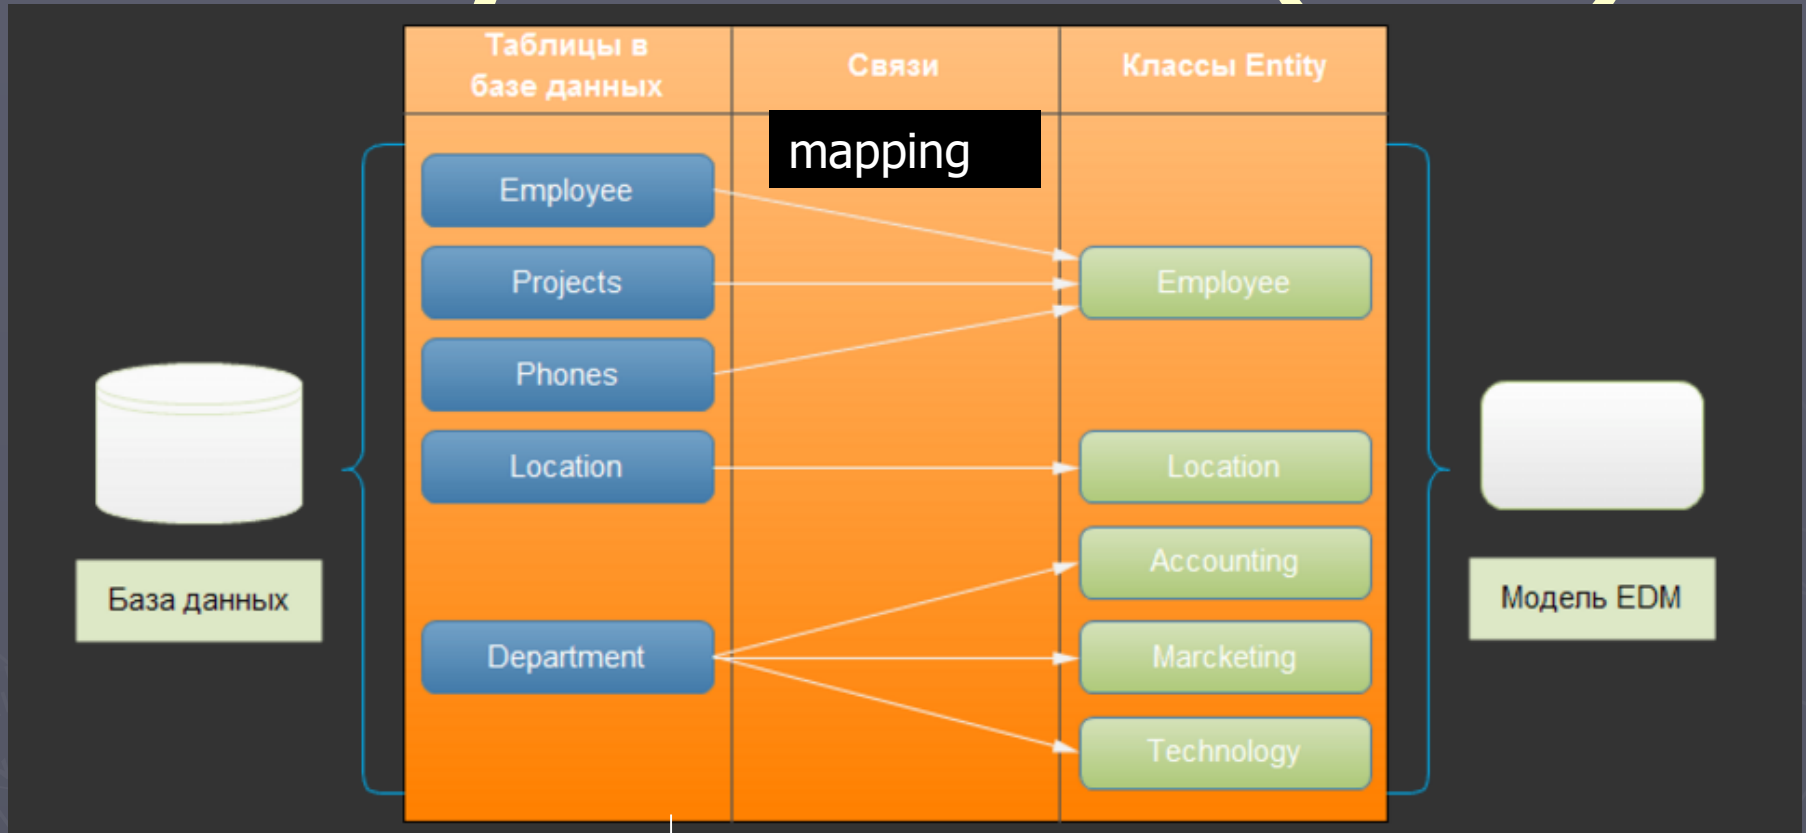 Таблицы в
базе данных
Связи
Классы Entity
mapping
Employee
Projects
Employee
Phones
Location
Location
Accounting
База данных
Модель EDM
Department
Marcketing
Technology